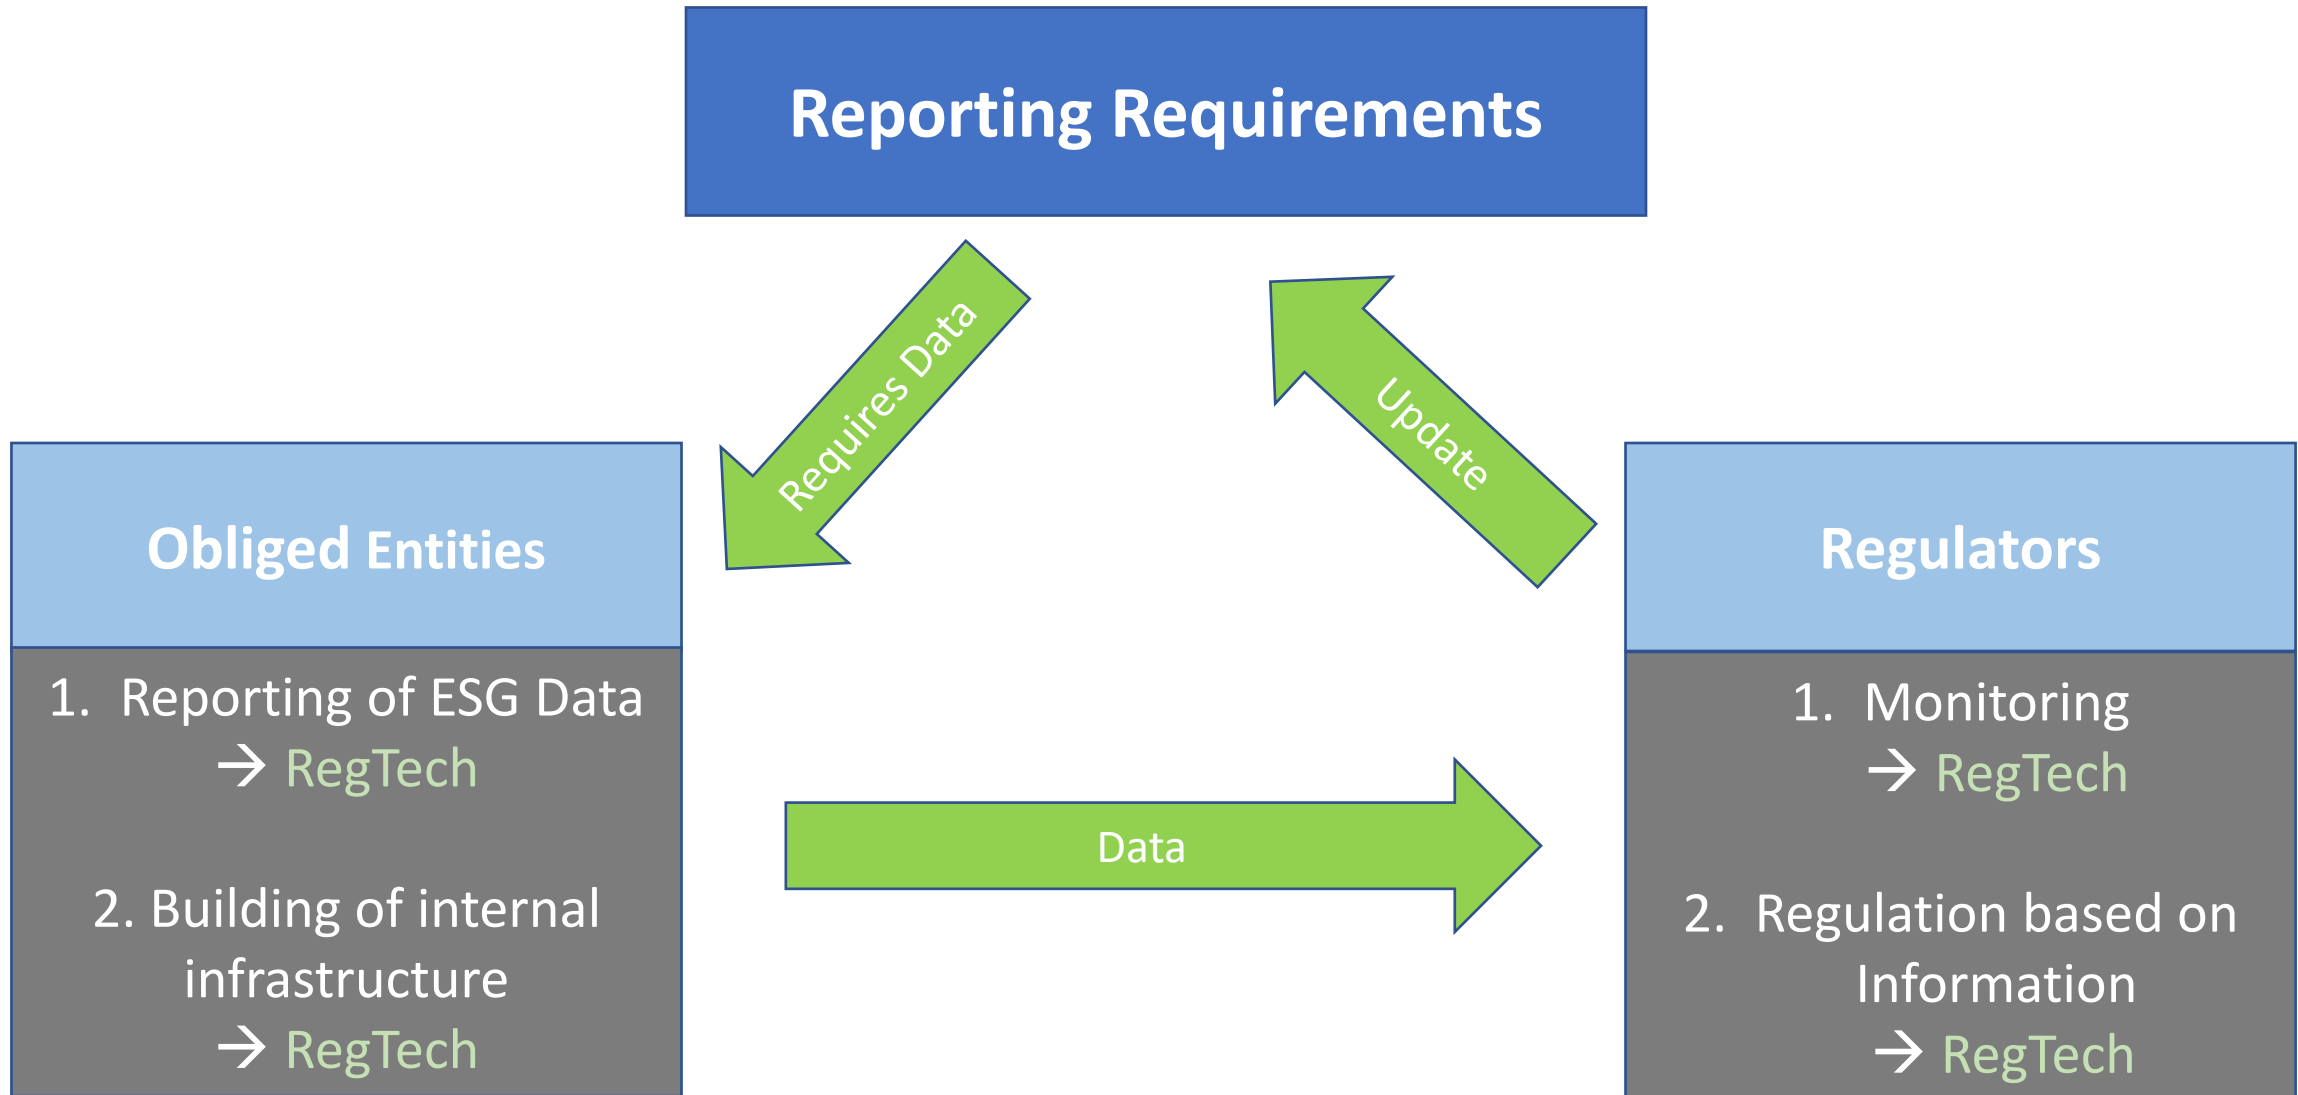 Reporting Requirements
Requires Data
Update
Obliged Entities
1. Reporting of ESG Data
→ RegTech
2. Building of internal
infrastructure
→ RegTech
Data
Regulators
1. Monitoring
→ RegTech
2. Regulation based on
Information
→ RegTech